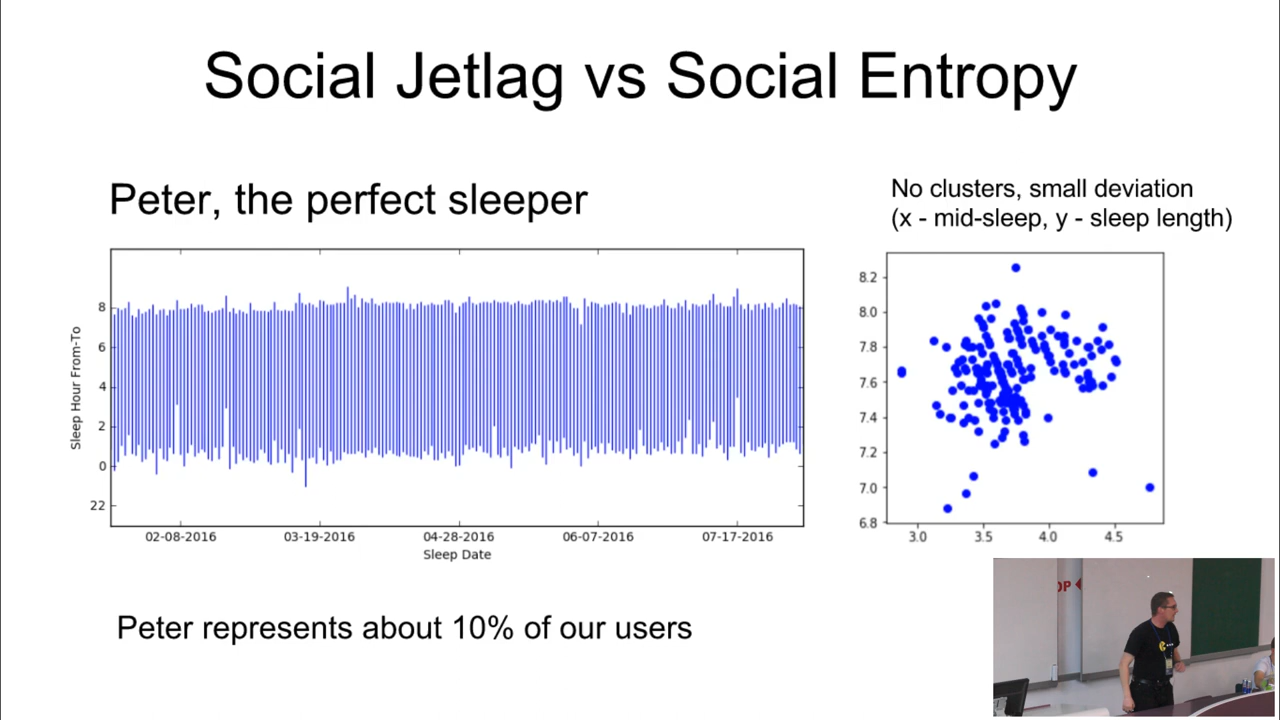 Social Jetlag vs Social Entropy
Peter, the perfect sleeper
No clusters, small deviation
(x - mid-sleep, y - sleep length)
Sleep Hour From-To
8
6
4
2
0
22
02-08-2016
03-19-2016
04-28-2016
06-07-2016
07-17-2016
Sleep Date
8.2
8.0
7.8
7.6
7.4
7.2
7.0
6.8
3.0
3.5
4.0
4.5
Peter represents about 10% of our users
OP